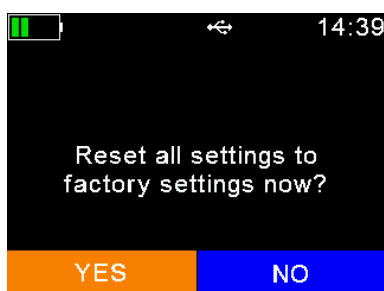 14:39
Reset all settings to
factory settings now?
YES NO